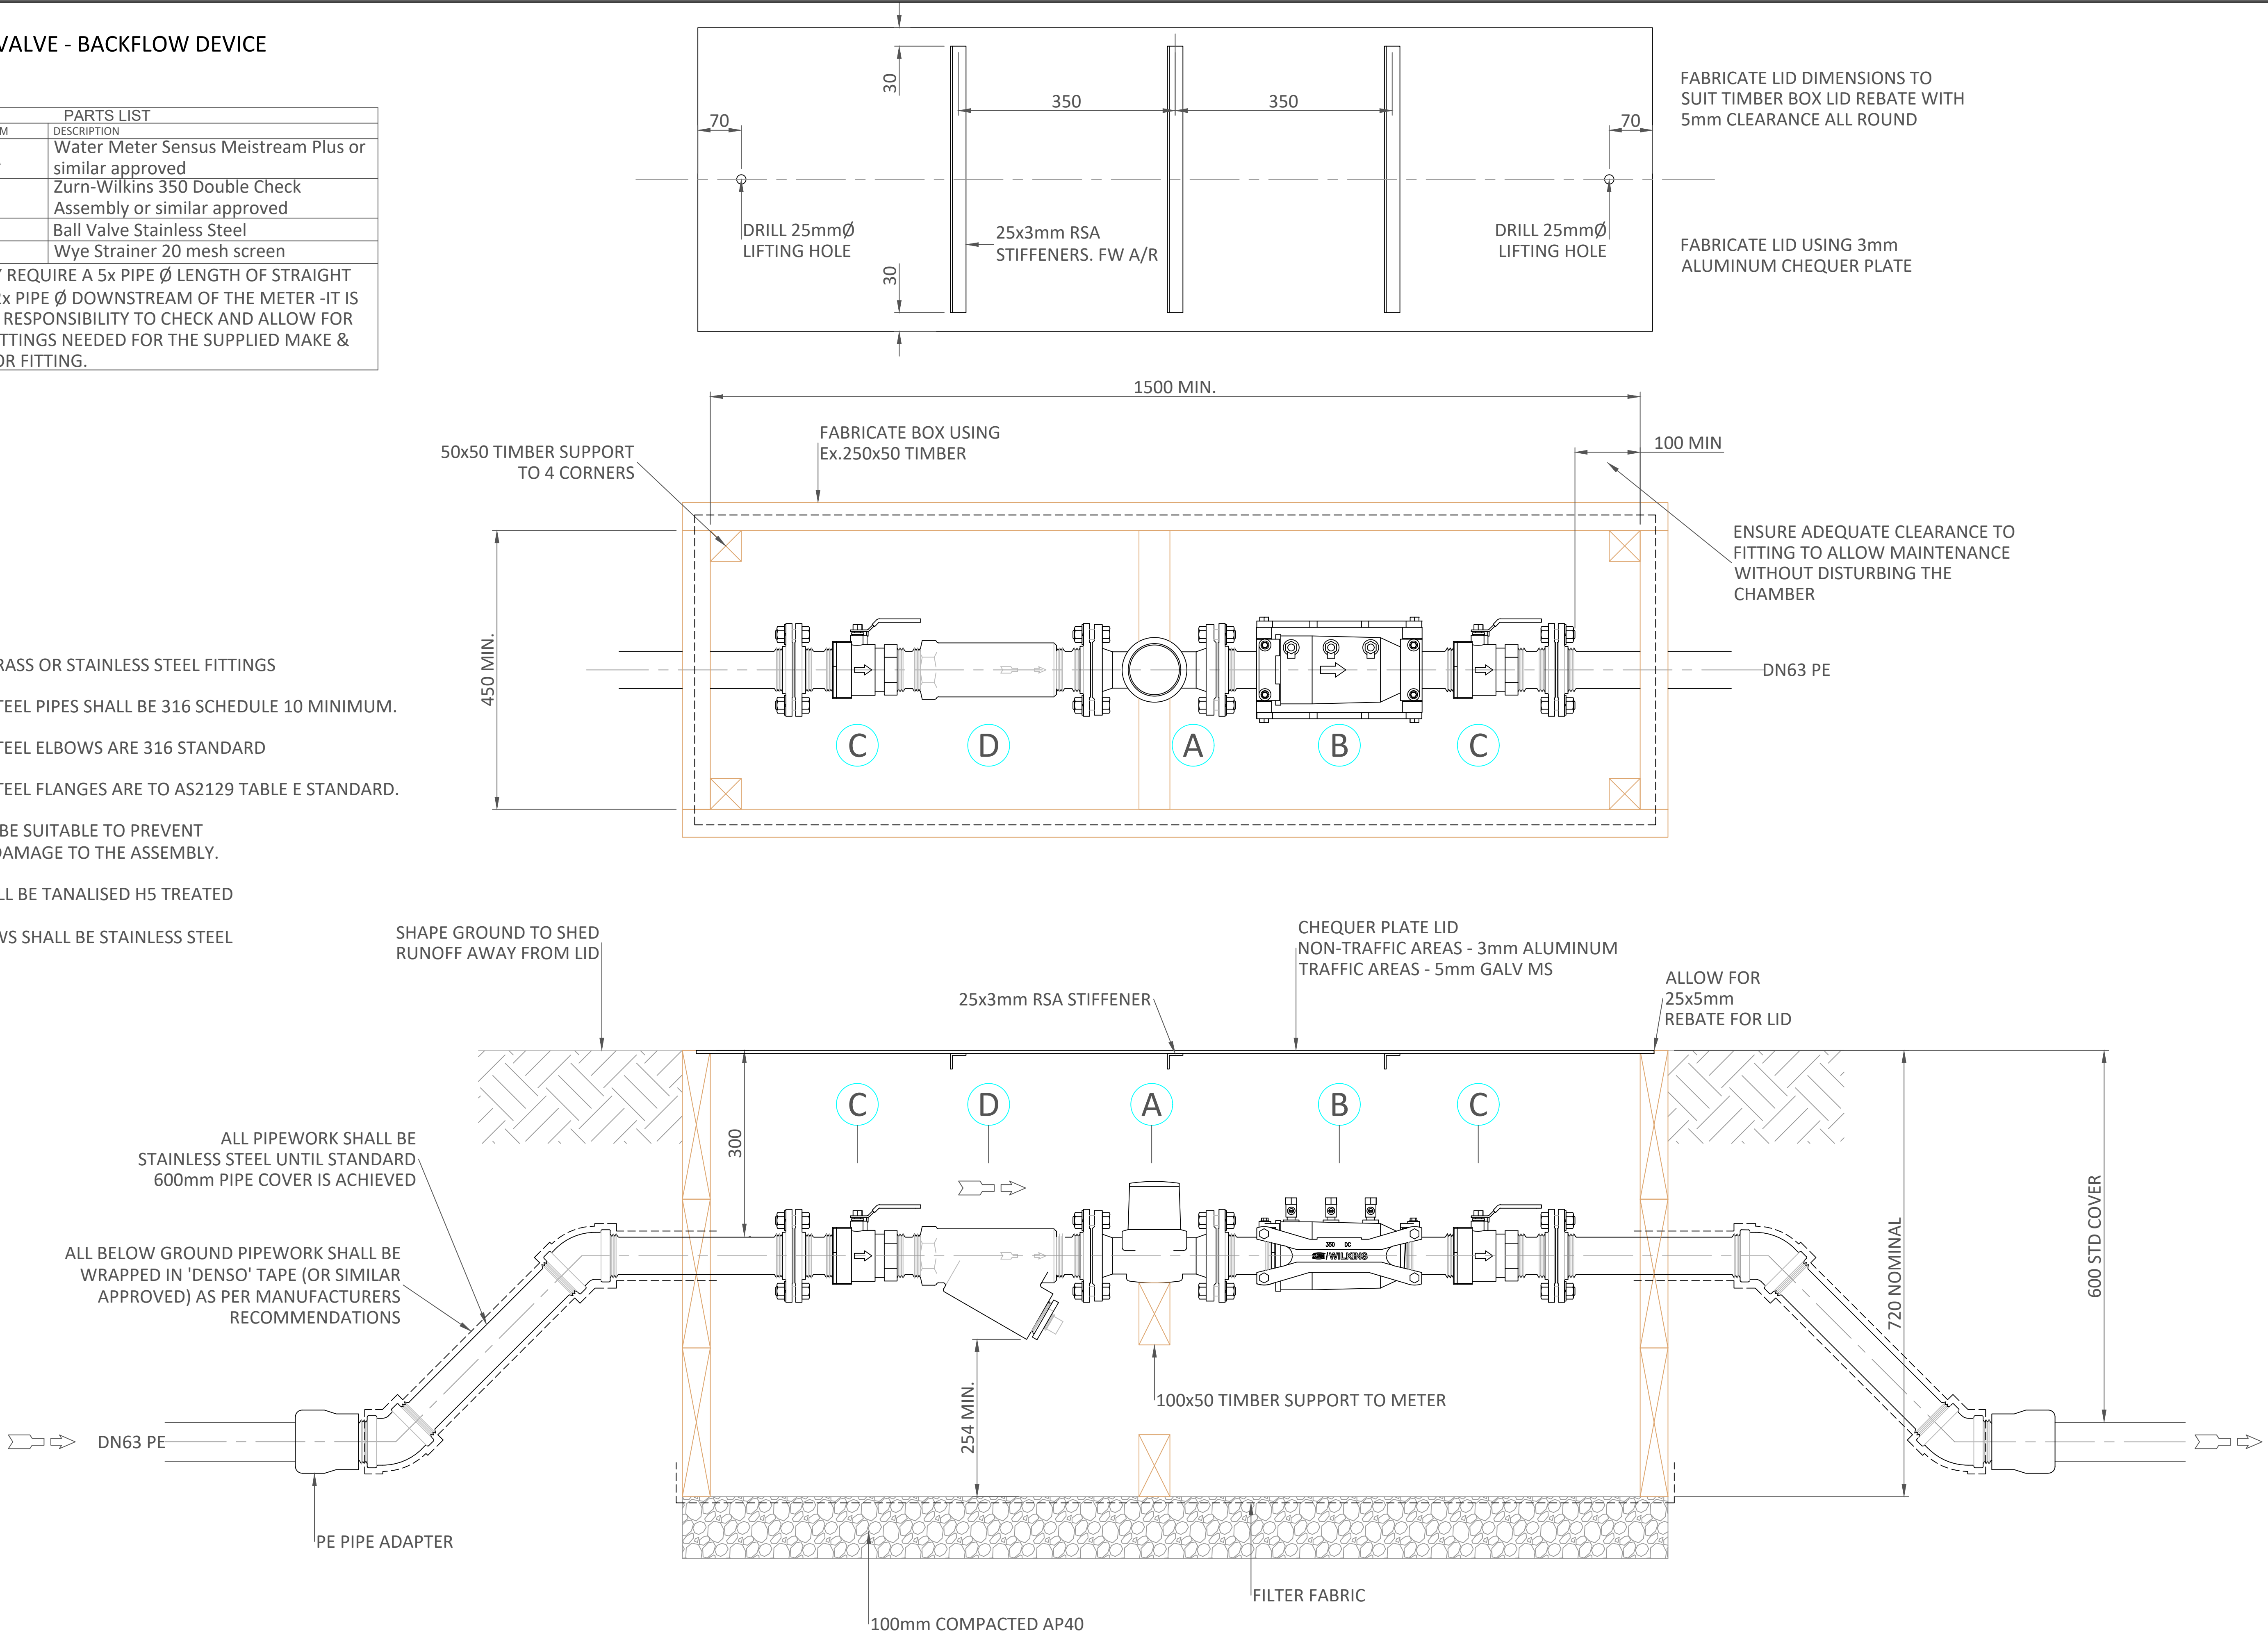 VALVE - BACKFLOW DEVICE
PARTS LIST
M
DESCRIPTION
Water Meter Sensus Meistream Plus or
similar approved
Zurn-Wilkins 350 Double Check
Assembly or similar approved
Ball Valve Stainless Steel
Wye Strainer 20 mesh screen
REQUIRE A 5x PIPE Ø LENGTH OF STRAIGHT
2x PIPE Ø DOWNSTREAM OF THE METER -IT IS
RESPONSIBILITY TO CHECK AND ALLOW FOR
ITTINGS NEEDED FOR THE SUPPLIED MAKE &
OR FITTING.
30
350
350
70
70
DRILL 25mmØ
LIFTING HOLE
25x3mm RSA
STIFFENERS. FW A/R
DRILL 25mmØ
LIFTING HOLE
30
FABRICATE LID DIMENSIONS TO
SUIT TIMBER BOX LID REBATE WITH
5mm CLEARANCE ALL ROUND
FABRICATE LID USING 3mm
ALUMINUM CHEQUER PLATE
1500 MIN.
50x50 TIMBER SUPPORT
TO 4 CORNERS
FABRICATE BOX USING
Ex.250x50 TIMBER
100 MIN
ENSURE ADEQUATE CLEARANCE TO
FITTING TO ALLOW MAINTENANCE
WITHOUT DISTURBING THE
CHAMBER
450 MIN.
DN63 PE
C
D
A
B
C
RASS OR STAINLESS STEEL FITTINGS
TEEL PIPES SHALL BE 316 SCHEDULE 10 MINIMUM.
TEEL ELBOWS ARE 316 STANDARD
TEEL FLANGES ARE TO AS2129 TABLE E STANDARD.
BE SUITABLE TO PREVENT
DAMAGE TO THE ASSEMBLY.
LL BE TANALISED H5 TREATED
WS SHALL BE STAINLESS STEEL
SHAPE GROUND TO SHED
RUNOFF AWAY FROM LID
25x3mm RSA STIFFENER
CHEQUER PLATE LID
NON-TRAFFIC AREAS - 3mm ALUMINUM
TRAFFIC AREAS - 5mm GALV MS
ALLOW FOR
25x5mm
REBATE FOR LID
C
D
A
B
C
300
ALL PIPEWORK SHALL BE
STAINLESS STEEL UNTIL STANDARD
600mm PIPE COVER IS ACHIEVED
ALL BELOW GROUND PIPEWORK SHALL BE
WRAPPED IN 'DENSO' TAPE (OR SIMILAR
APPROVED) AS PER MANUFACTURERS
RECOMMENDATIONS
350 DC
WILKINS
720 NOMINAL
600 STD COVER
254 MIN.
100x50 TIMBER SUPPORT TO METER
DN63 PE
PE PIPE ADAPTER
FILTER FABRIC
100mm COMPACTED AP40